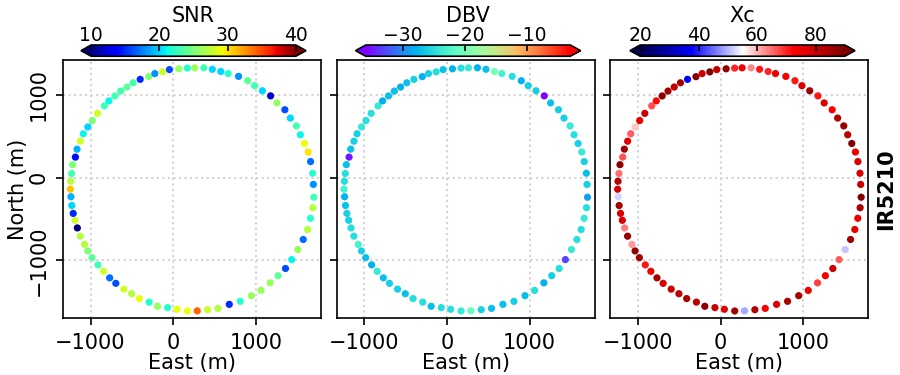 SNR DBV Xc
10 20 30 40 −30 −20 −10 20 40 60 80
1000
0
−1000
North (m)
IR5210
−1000 0 1000 −1000 0 1000 −1000 0 1000
East (m) East (m) East (m)